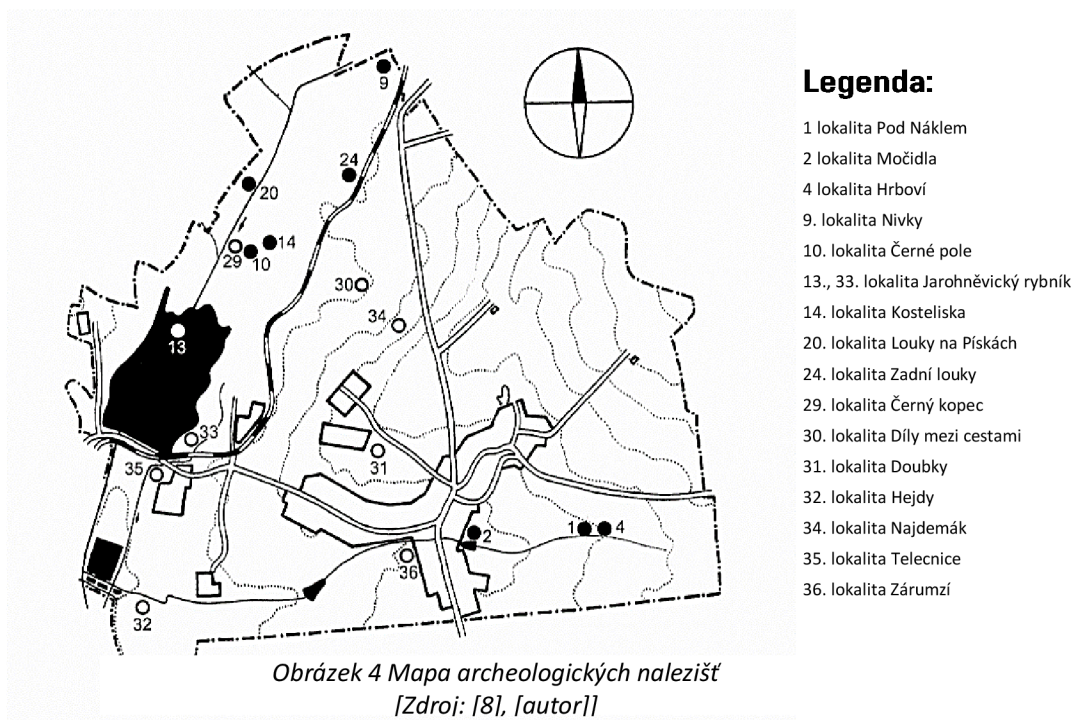 9
24
20
14
29
10
30
34
13
33
31
35
1
4
2
36
32
Legenda:
1 lokalita Pod Náklem
2 lokalita Močidla
4 lokalita Hrboví
9. lokalita Nivky
10. lokalita Černé pole
13., 33. lokalita Jarohněvický rybník
14. lokalita Kosteliska
20. lokalita Louky na Pískách
24. lokalita Zadní louky
29. lokalita Černý kopec
30. lokalita Díly mezi cestami
31. lokalita Doubky
32. lokalita Hejdy
34. lokalita Najdemák
35. lokalita Telecnice
36. lokalita Zárumzí
Obrázek 4 Mapa archeologických nalezišť
[Zdroj: [8], [autor]]